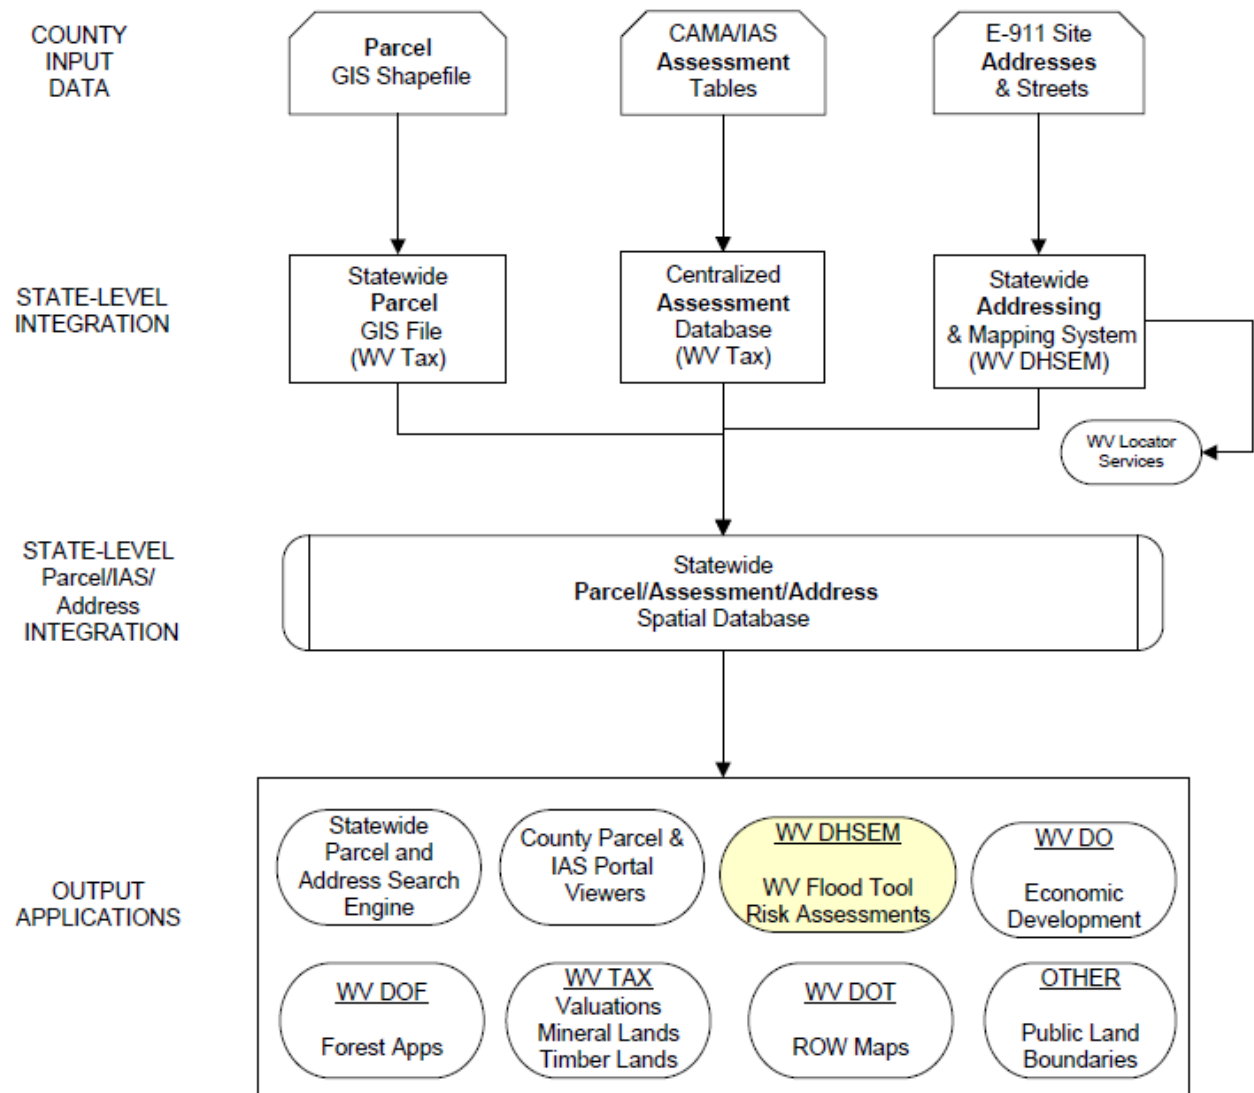 COUNTY
INPUT
DATA
Parcel
GIS Shapefile
CAMA/IAS
Assessment
Tables
E-911 Site
Addresses
& Streets
STATE-LEVEL
INTEGRATION
Statewide
Parcel
GIS File
(WV Tax)
Centralized
Assessment
Database
(WV Tax)
Statewide
Addressing
& Mapping System
(WV DHSEM)
WV Locator
Services
STATE-LEVEL
Parcel/IAS/
Address
INTEGRATION
Statewide
Parcel/Assessment/Address
Spatial Database
OUTPUT
APPLICATIONS
Statewide
Parcel and
Address Search
Engine
County Parcel &
IAS Portal
Viewers
WV DHSEM
WV Flood Tool
Risk Assessments
WV DO
Economic
Development
WV DOF
Forest Apps
WV TAX
Valuations
Mineral Lands
Timber Lands
WV DOT
ROW Maps
OTHER
Public Land
Boundaries